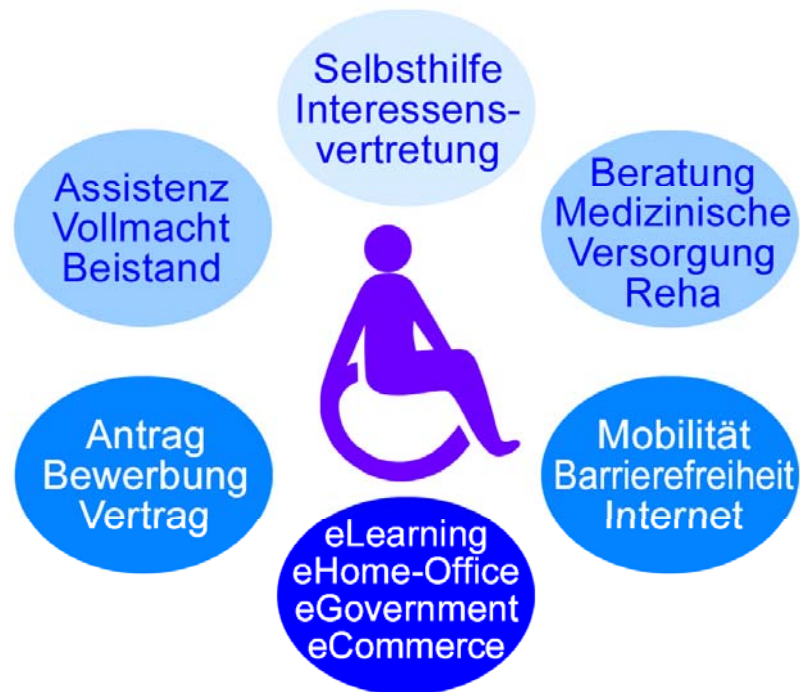 Selbsthilfe
Interessens-
vertretung
Assistenz
Vollmacht
Beistand
Beratung
Medizinische
Versorgung
Reha
Antrag
Bewerbung
Vertrag
Mobilität
Barrierefreiheit
Internet
eLearning
eHome-Office
eGovernment
eCommerce